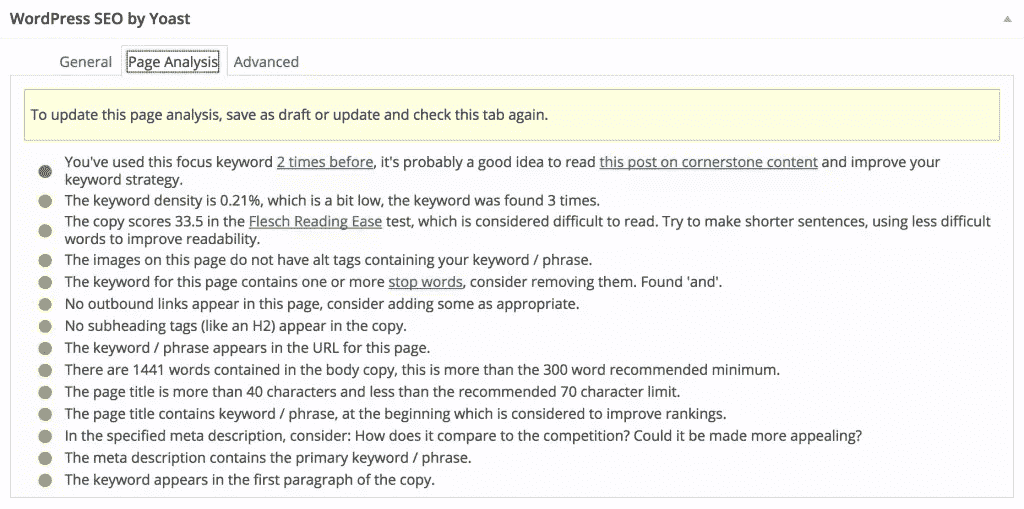 WordPress SEO by Yoast
General Page Analysis Advanced
To update this page analysis, save as draft or update and check this tab again.
You've used this focus keyword 2 times before, it's probably a good idea to read this post on cornerstone content and improve your
keyword strategy.
The keyword density is 0.21%, which is a bit low, the keyword was found 3 times.
The copy scores 33.5 in the Flesch Reading Ease test, which is considered difficult to read. Try to make shorter sentences, using less difficult
words to improve readability.
The images on this page do not have alt tags containing your keyword / phrase.
The keyword for this page contains one or more stop words, consider removing them. Found 'and'.
No outbound links appear in this page, consider adding some as appropriate.
No subheading tags (like an H2) appear in the copy.
The keyword / phrase appears in the URL for this page.
There are 1441 words contained in the body copy, this is more than the 300 word recommended minimum.
The page title is more than 40 characters and less than the recommended 70 character limit.
The page title contains keyword / phrase, at the beginning which is considered to improve rankings.
In the specified meta description, consider: How does it compare to the competition? Could it be made more appealing?
The meta description contains the primary keyword / phrase.
The keyword appears in the first paragraph of the copy.